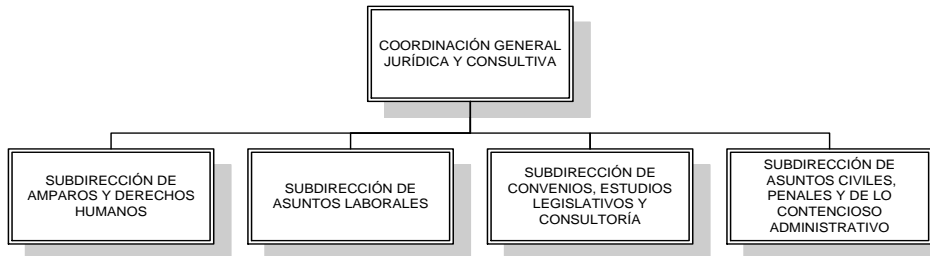 COORDINACIÓN GENERAL
JURÍDICA Y CONSULTIVA
SUBDIRECCIÓN DE
AMPAROS Y DERECHOS
HUMANOS
SUBDIRECCIÓN DE
ASUNTOS LABORALES
SUBDIRECCIÓN DE
CONVENIOS, ESTUDIOS
LEGISLATIVOS Y
CONSULTORÍA
SUBDIRECCIÓN DE
ASUNTOS CIVILES,
PENALES Y DE LO
CONTENCIOSO
ADMINISTRATIVO